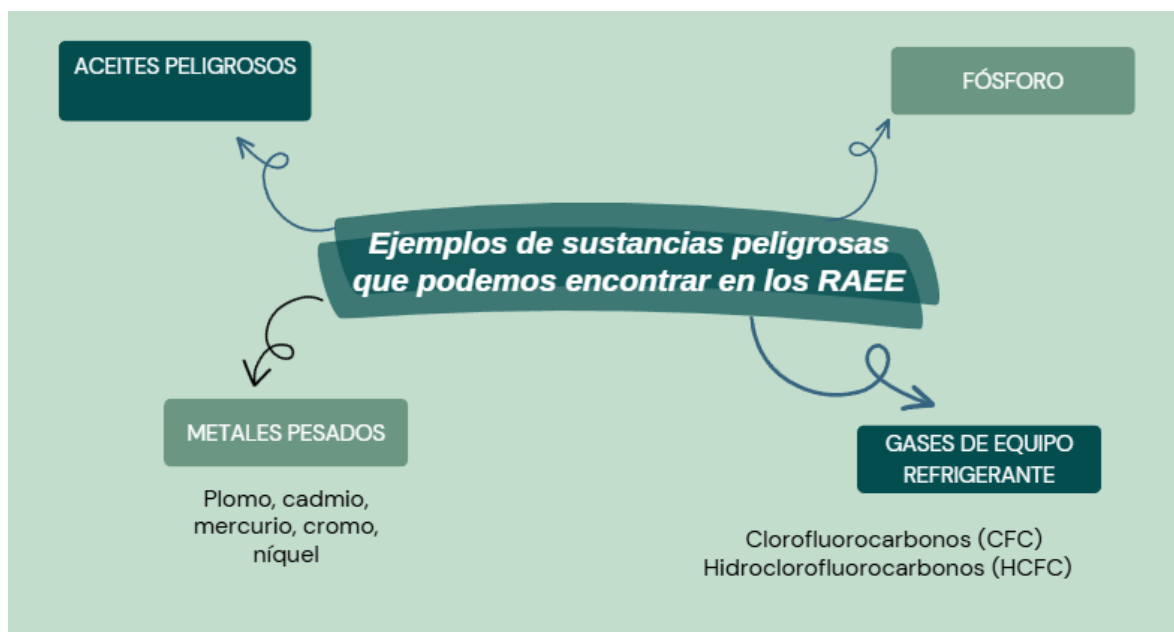 ACEITES PELIGROSOS
FÓSFORO
Ejemplos de sustancias peligrosas
que podemos encontrar en los RAEE
METALES PESADOS
Plomo, cadmio,
mercurio, cromo,
níquel
GASES DE EQUIPO
REFRIGERANTE
Clorofluorocarbonos (CFC)
Hidroclorofluorocarbonos (HCFC)